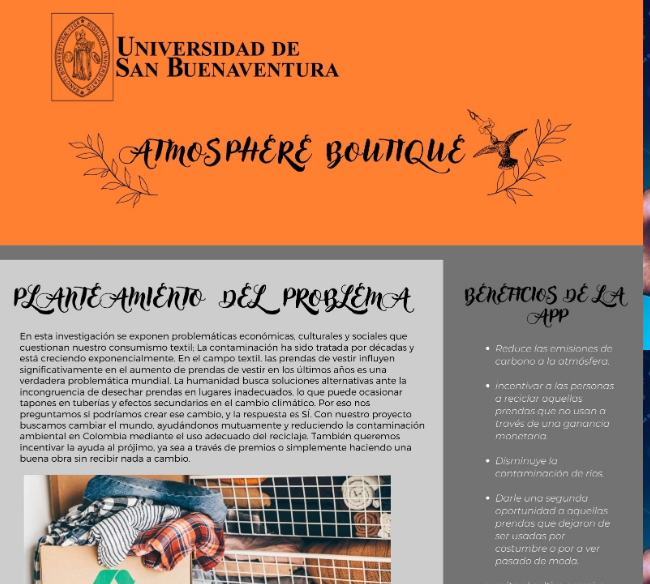 UNIVERSIDAD DE
SAN BUENAVENTURA
ATMOSPHÉRÉ BOUTIQUÉ
PLANTÉAMIÉNTO DÉL PROBLÉMA
En esta investigación se exponen problemáticas económicas, culturales y sociales que
cuestionan nuestro consumismo textil; La contaminación ha sido tratada por décadas y
está creciendo exponencialmente. En el campo textil. las prendas de vestir influyen
significativamente en el aumento de prendas de vestir en los últimos años es una
verdadera problemática mundial. La humanidad busca soluciones alternativas ante la
incongruencia de desechar prendas en lugares inadecuados, lo que puede ocasionar
tapones en tuberías y efectos secundarios en el cambio climático. Por eso nos
preguntamos si podríamos crear ese cambio, y la respuesta es SÍ. Con nuestro proyecto
buscamos cambiar el mundo, ayudándonos mutuamente y reduciendo la contaminación
ambiental en Colombia mediante el uso adecuado del reciclaje. También queremos
incentivar la ayuda al prójimo, ya sea a través de premios o simplemente haciendo una
buena obra sin recibir nada a cambio.
BÉNÉFICIOS DÉ LA
APP
• Reduce las emisiones de
carbono a la atmósfera.
• incentivar a las personas
a reciclar aquellas
prendas que no usan a
través de una ganancia
monetaria.
• Disminuye la
contaminación de ríos.
• Darle una segunda
oportunidad a aquellas
prendas que dejaron de
ser usadas por
costumbre o por a ver
pasado de moda.